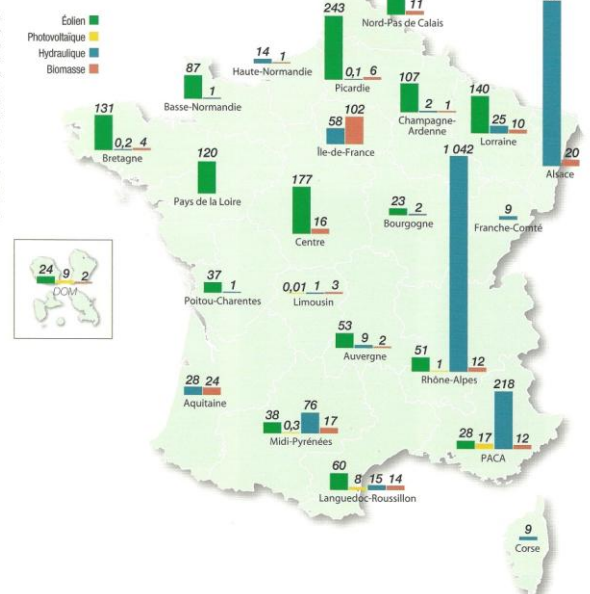 Éolien
Photovoltaïque
Hydraulique
Biomasse
11
Nord-Pas de Calais
243
0,1
6
Picardie
14
1
Haute-Normandie
87
1
Basse-Normandie
107
2
1
Champagne-
Ardenne
140
25
10
Lorraine
20
Alsace
131
0,2
4
Bretagne
58
102
Île-de-France
120
Pays de la Loire
177
16
Centre
23
2
Bourgogne
1 042
9
Franche-Comté
24
9
2
DOM
37
1
Poitou-Charentes
0,01
1
3
Limousin
53
9
2
Auvergne
51
1
12
Rhône-Alpes
28
24
Aquitaine
38
0,3
76
17
Midi-Pyrénées
28
17
218
12
PACA
60
8
15
14
Languedoc-Roussillon
9
Corse